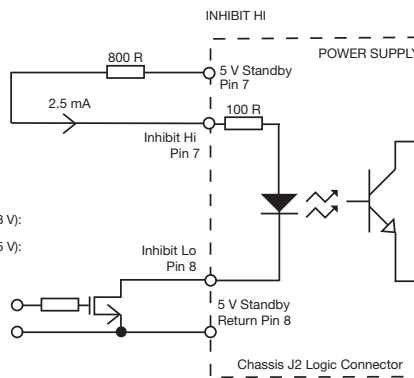 INHIBIT HI
POWER SUPPLY
800 R
5 V Standby
Pin 7
2.5 mA
100 R
Inhibit Hi
Pin 7
V):
V):
Inhibit Lo
Pin 8
5 V Standby
Return Pin 8
Chassis J2 Logic Connector